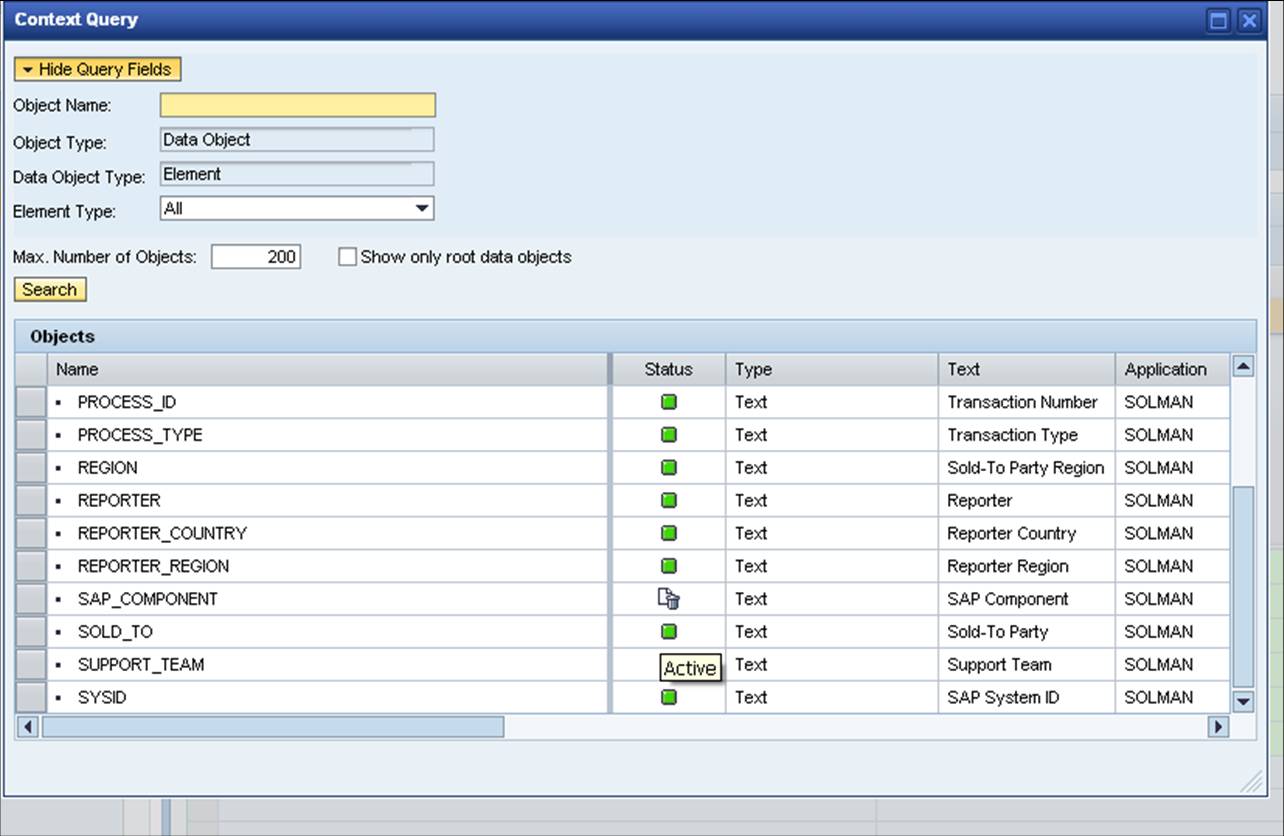 Context Query
Hide Query Fields
Object Name:
Object Type: Data Object
Data Object Type: Element
Element Type: All
Max. Number of Objects: 200 Show only root data objects
Search
Objects
Name Status Type Text Application
PROCESS_ID Text Transaction Number SOLMAN
PROCESS_TYPE Text Transaction Type SOLMAN
REGION Text Sold-To Party Region SOLMAN
REPORTER Text Reporter SOLMAN
REPORTER_COUNTRY Text Reporter Country SOLMAN
REPORTER_REGION Text Reporter Region SOLMAN
SAP_COMPONENT Text SAP Component SOLMAN
SOLD_TO Text Sold-To Party SOLMAN
SUPPORT_TEAM Active Text Support Team SOLMAN
SYSID Text SAP System ID SOLMAN